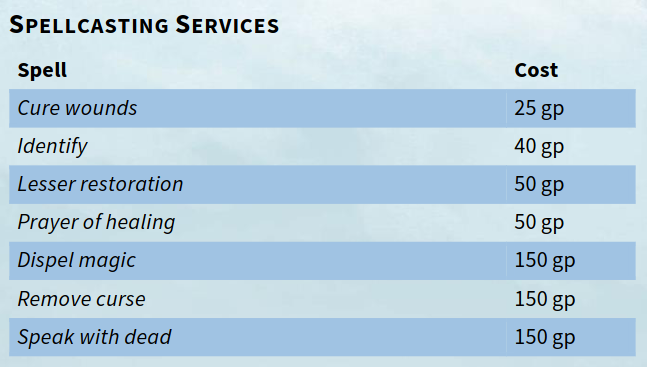 Spellcasting Services
Spell Cost
Cure wounds 25 gp
Identify 40 gp
Lesser restoration 50 gp
Prayer of healing 50 gp
Dispel magic 150 gp
Remove curse 150 gp
Speak with dead 150 gp